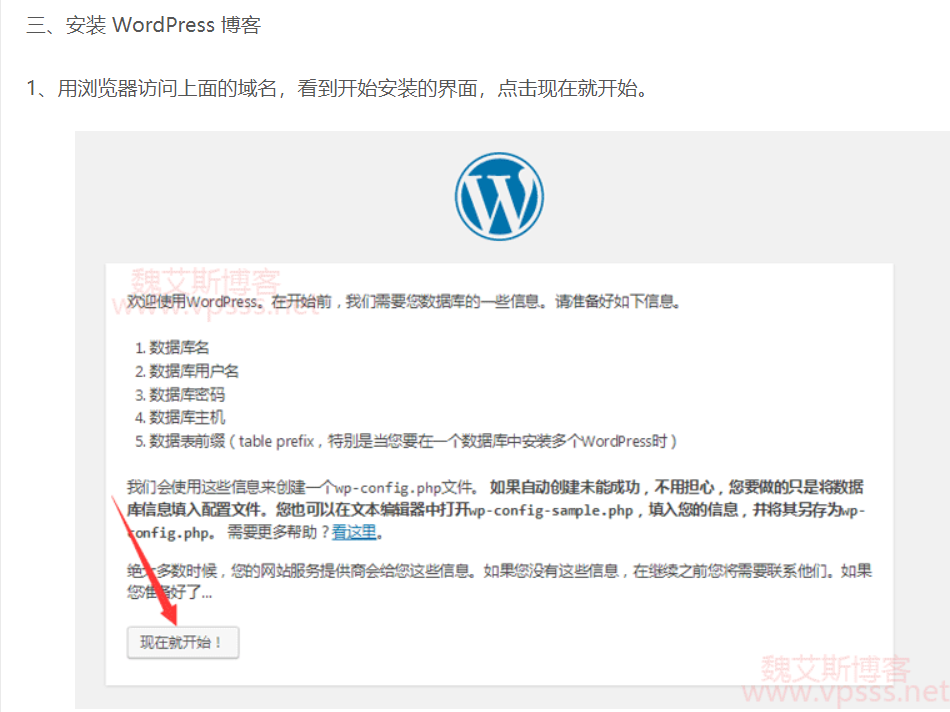 三、安装 WordPress 博客
1、用浏览器访问上面的域名，看到开始安装的界面，点击现在就开始。
魏艾斯博客
www.vpsss.net
欢迎使用WordPress。在开始前，我们需要您数据库的一些信息。请准备好如下信息。
1. 数据库名
2. 数据库用户名
3. 数据库密码
4. 数据库主机
5. 数据表前缀（table prefix，特别是当您要在一个数据库中安装多个WordPress时）
我们会使用这些信息来创建一个wp-config.php文件。 如果自动创建未能成功，不用担心，您要做的只是将数据
库信息填入配置文件。您也可以在文本编辑器中打开wp-config-sample.php，填入您的信息，并将其另存为wp-
config.php。 需要更多帮助？看这里。
绝大多数时候，您的网站服务提供商会给您这些信息。如果您没有这些信息，在继续之前您将需要联系他们。如果
您准备好了...
现在就开始！
魏艾斯博客
www.vpsss.net